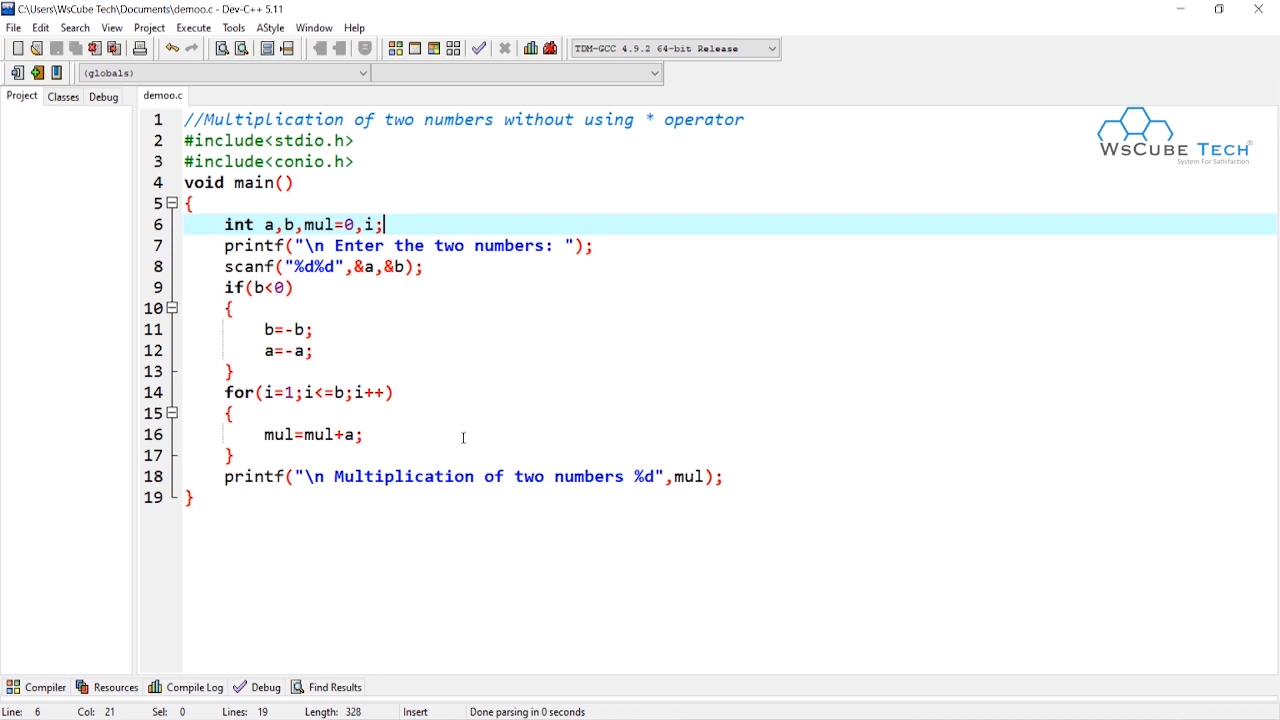 C:\Users\WsCube Tech\Documents\demoo.c - Dev-C++ 5.11
File Edit Search View Project Execute Tools AStyle Window Help
TDM-GCC 4.9.2 64-bit Release
(globals)
Project Classes Debug
demoo.c
1 //Multiplication of two numbers without using * operator
2 #include<stdio.h>
3 #include<conio.h>
4 void main()
5 {
6 int a,b,mul=0,i;
7 printf("\n Enter the two numbers: ");
8 scanf("%d%d",&a,&b);
9 if(b<0)
10 {
11 b=-b;
12 a=-a;
13 }
14 for(i=1;i<=b;i++)
15 {
16 mul=mul+a;
17 }
18 printf("\n Multiplication of two numbers %d",mul);
19 }
WsCube Tech®
System For Satisfaction
Compiler Resources Compile Log Debug Find Results
Line: 6 Col: 21 Sel: 0 Lines: 19 Length: 328 Insert Done parsing in 0 seconds